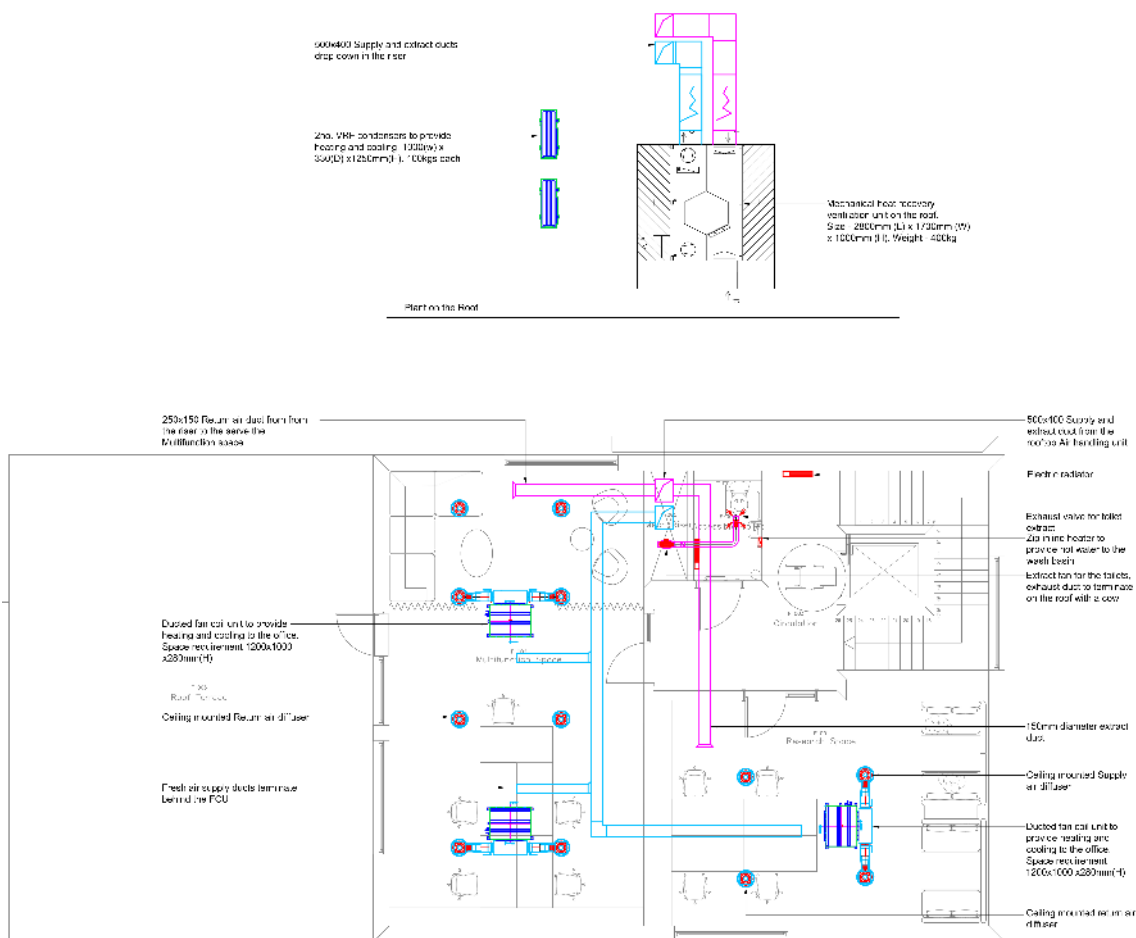 500x400 Supply and extract ducts
drop down in the riser
2no. VRF condensers to provide
heating and cooling. 1000(w) x
350(D) x1250mm(H). 100kgs each
Mechanical heat recovery
ventilation unit on the roof.
Size - 2800mm (L) x 1700mm (W)
x 1000mm (H). Weight - 400kg
Plant on the Roof
250x150 Return air duct from from
the riser to the serve the
Multifunction space
500x400 Supply and
extract duct from the
rooftop Air handling unit
Electric radiator
Exhaust valve for toilet
extract
Zip inline heater to
provide hot water to the
wash basin
Extract fan for the toilets,
exhaust duct to terminate
on the roof with a cowl
Circulation
Ducted fan coil unit to provide
heating and cooling to the office.
Space requirement 1200x1000
x280mm(H)
Multifunction Space
Roof Terrace
Ceiling mounted Return air diffuser
150mm diameter extract
duct
Research Space
Fresh air supply ducts terminate
behind the FCU
Ceiling mounted Supply
air diffuser
Ducted fan coil unit to
provide heating and
cooling to the office.
Space requirement
1200x1000 x280mm(H)
Ceiling mounted return air
diffuser